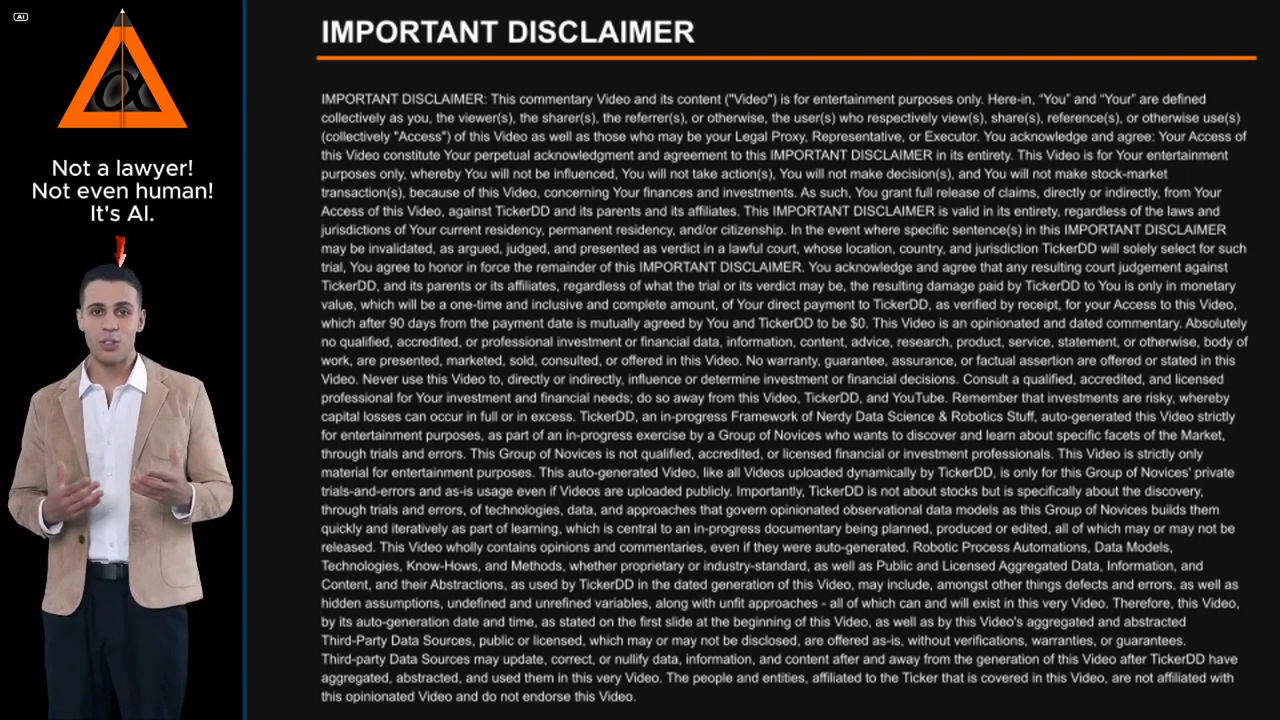 AI
α
Not a lawyer!
Not even human!
It's AI.
IMPORTANT DISCLAIMER
IMPORTANT DISCLAIMER: This commentary Video and its content ("Video") is for entertainment purposes only. Here-in, “You” and “Your” are defined
collectively as you, the viewer(s), the sharer(s), the referrer(s), or otherwise, the user(s) who respectively view(s), share(s), reference(s), or otherwise use(s)
(collectively "Access") of this Video as well as those who may be your Legal Proxy, Representative, or Executor. You acknowledge and agree: Your Access of
this Video constitute Your perpetual acknowledgment and agreement to this IMPORTANT DISCLAIMER in its entirety. This Video is for Your entertainment
purposes only, whereby You will not be influenced, You will not take action(s), You will not make decision(s), and You will not make stock-market
transaction(s), because of this Video, concerning Your finances and investments. As such, You grant full release of claims, directly or indirectly, from Your
Access of this Video, against TickerDD and its parents and its affiliates. This IMPORTANT DISCLAIMER is valid in its entirety, regardless of the laws and
jurisdictions of Your current residency, permanent residency, and/or citizenship. In the event where specific sentence(s) in this IMPORTANT DISCLAIMER
may be invalidated, as argued, judged, and presented as verdict in a lawful court, whose location, country, and jurisdiction TickerDD will solely select for such
trial, You agree to honor in force the remainder of this IMPORTANT DISCLAIMER. You acknowledge and agree that any resulting court judgement against
TickerDD, and its parents or its affiliates, regardless of what the trial or its verdict may be, the resulting damage paid by TickerDD to You is only in monetary
value, which will be a one-time and inclusive and complete amount, of Your direct payment to TickerDD, as verified by receipt, for your Access to this Video,
which after 90 days from the payment date is mutually agreed by You and TickerDD to be $0. This Video is an opinionated and dated commentary. Absolutely
no qualified, accredited, or professional investment or financial data, information, content, advice, research, product, service, statement, or otherwise, body of
work, are presented, marketed, sold, consulted, or offered in this Video. No warranty, guarantee, assurance, or factual assertion are offered or stated in this
Video. Never use this Video to, directly or indirectly, influence or determine investment or financial decisions. Consult a qualified, accredited, and licensed
professional for Your investment and financial needs; do so away from this Video, TickerDD, and YouTube. Remember that investments are risky, whereby
capital losses can occur in full or in excess. TickerDD, an in-progress Framework of Nerdy Data Science & Robotics Stuff, auto-generated this Video strictly
for entertainment purposes, as part of an in-progress exercise by a Group of Novices who wants to discover and learn about specific facets of the Market,
through trials and errors. This Group of Novices is not qualified, accredited, or licensed financial or investment professionals. This Video is strictly only
material for entertainment purposes. This auto-generated Video, like all Videos uploaded dynamically by TickerDD, is only for this Group of Novices' private
trials-and-errors and as-is usage even if Videos are uploaded publicly. Importantly, TickerDD is not about stocks but is specifically about the discovery,
through trials and errors, of technologies, data, and approaches that govern opinionated observational data models as this Group of Novices builds them
quickly and iteratively as part of learning, which is central to an in-progress documentary being planned, produced or edited, all of which may or may not be
released. This Video wholly contains opinions and commentaries, even if they were auto-generated. Robotic Process Automations, Data Models,
Technologies, Know-Hows, and Methods, whether proprietary or industry-standard, as well as Public and Licensed Aggregated Data, Information, and
Content, and their Abstractions, as used by TickerDD in the dated generation of this Video, may include, amongst other things defects and errors, as well as
hidden assumptions, undefined and unrefined variables, along with unfit approaches - all of which can and will exist in this very Video. Therefore, this Video,
by its auto-generation date and time, as stated on the first slide at the beginning of this Video, as well as by this Video's aggregated and abstracted
Third-Party Data Sources, public or licensed, which may or may not be disclosed, are offered as-is, without verifications, warranties, or guarantees.
Third-party Data Sources may update, correct, or nullify data, information, and content after and away from the generation of this Video after TickerDD have
aggregated, abstracted, and used them in this very Video. The people and entities, affiliated to the Ticker that is covered in this Video, are not affiliated with
this opinionated Video and do not endorse this Video.